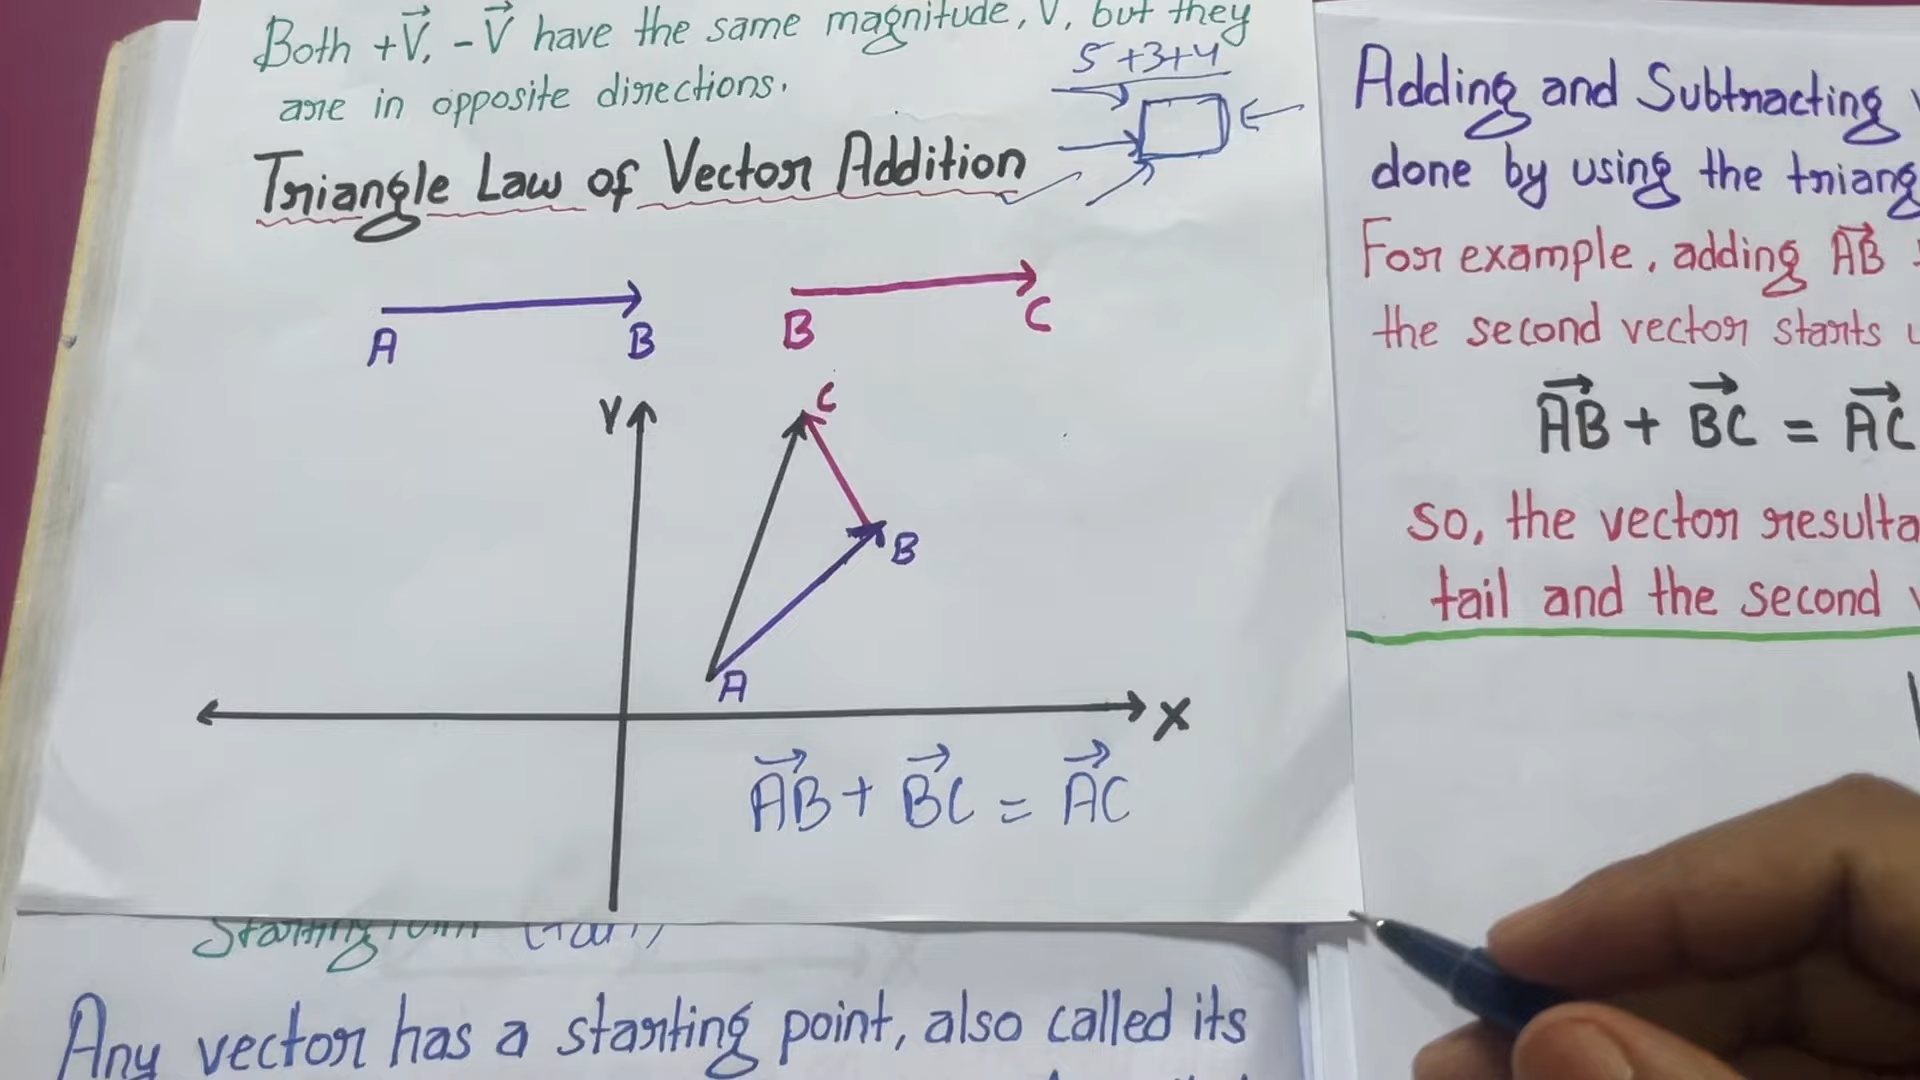 Both +V, -V have the same magnitude, V, but they
are in opposite directions.
5+3+4
Triangle Law of Vector Addition
A B
B C
Y
C
B
A
X
AB + BC = AC
Starting
Any vector has a starting point, also called its
Adding and Subtracting
done by using the triang
For example, adding AB
the second vector starts
AB + BC = AC
so, the vector resulta
tail and the second